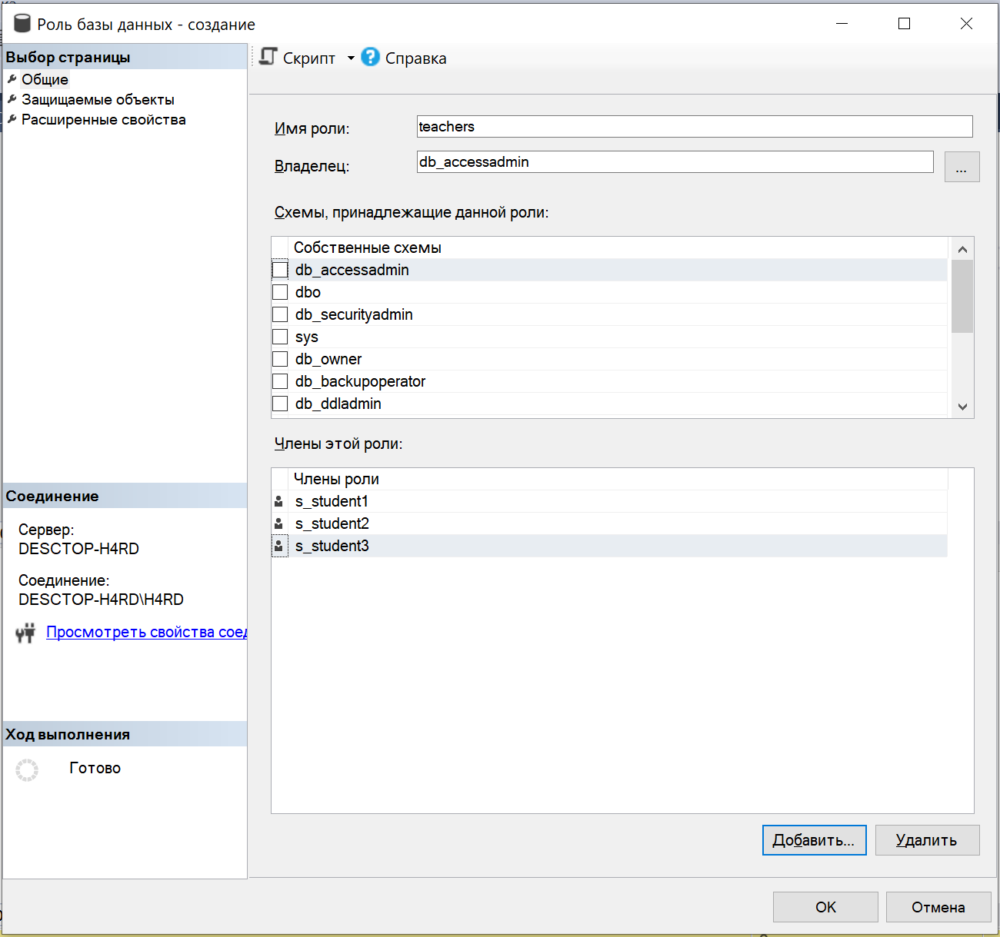 Роль базы данных - создание
Выбор страницы
Общие
Защищаемые объекты
Расширенные свойства
Скрипт
Справка
Имя роли:
teachers
Владелец:
db_accessadmin
...
Схемы, принадлежащие данной роли:
Собственные схемы
db_accessadmin
dbo
db_securityadmin
sys
db_owner
db_backupoperator
db_ddladmin
Члены этой роли:
Члены роли
s_student1
s_student2
s_student3
Соединение
Сервер:
DESCTOP-H4RD
Соединение:
DESCTOP-H4RD\H4RD
Просмотреть свойства соед
Ход выполнения
Готово
Добавить...
Удалить
OK
Отмена